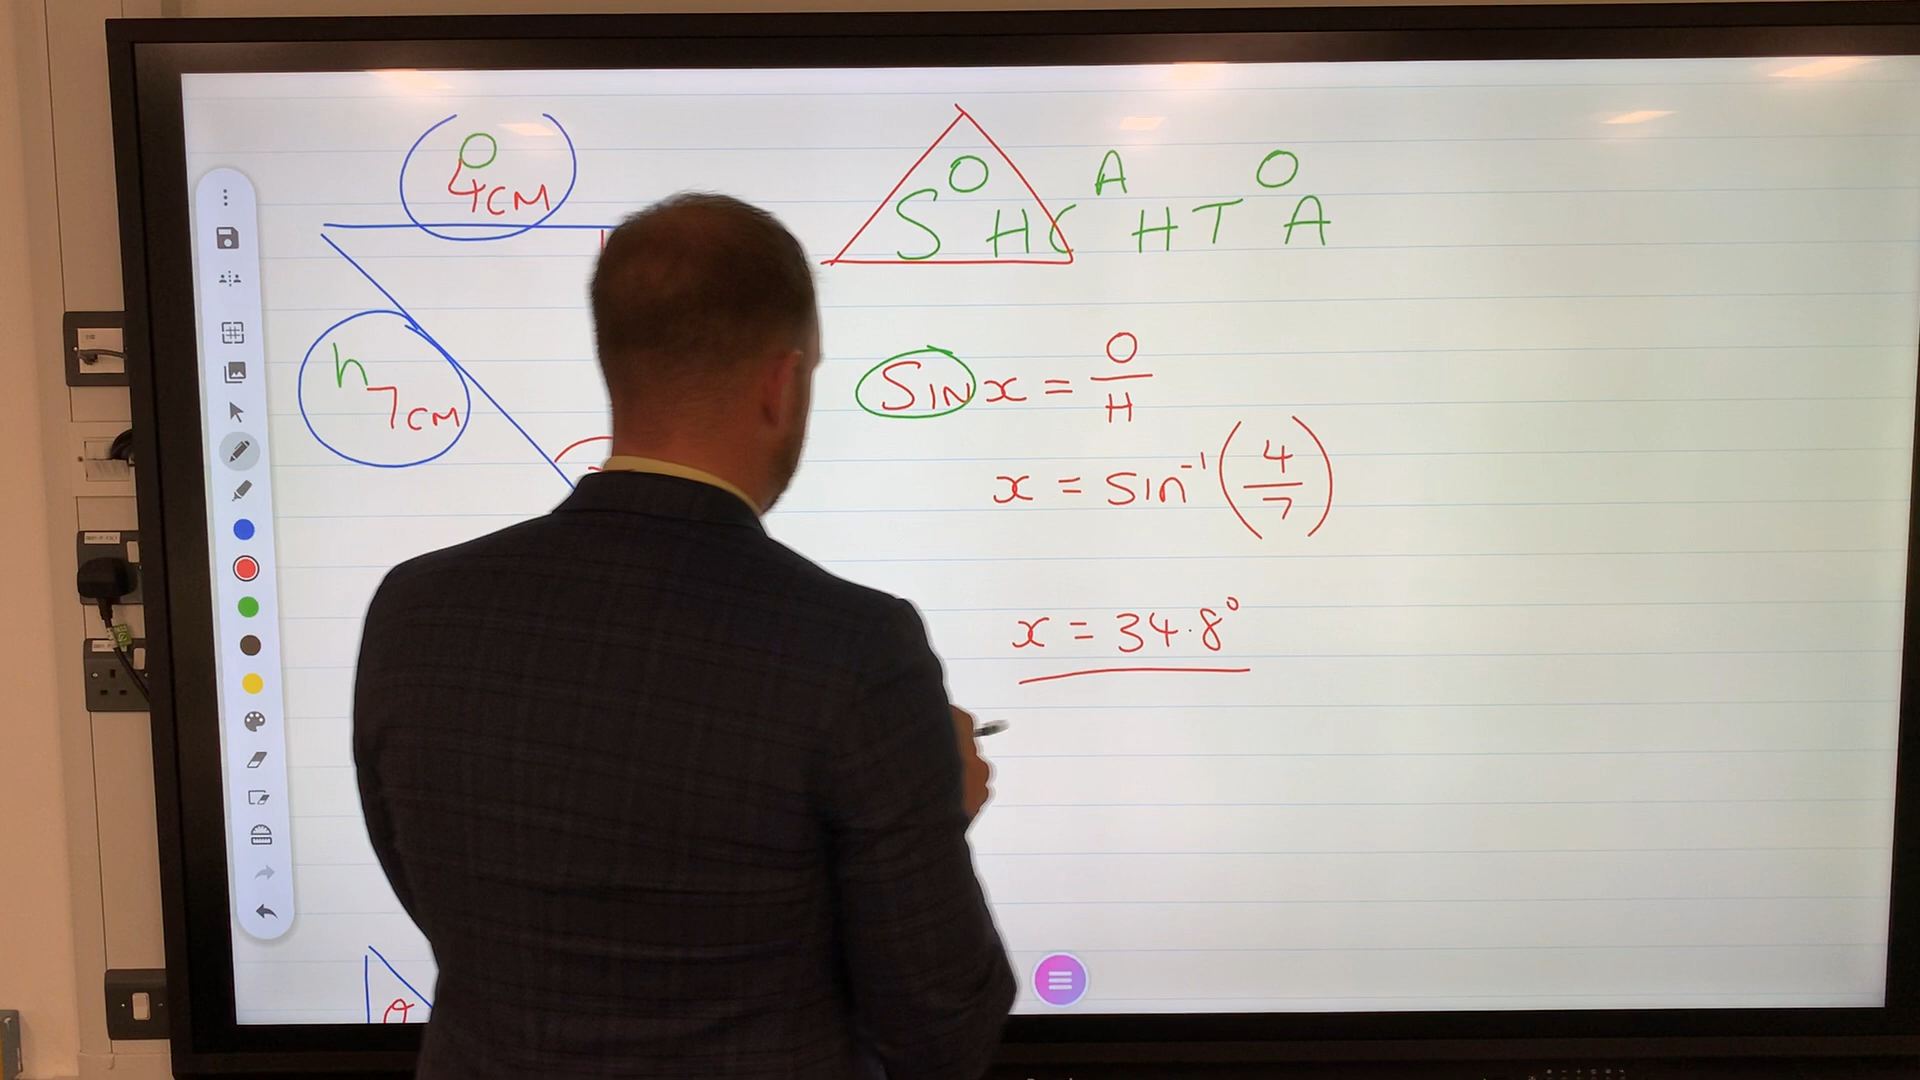 O
4CM
h
7CM
O A O
S H C H T A
SIN x = O/H
x = sin⁻¹(4/7)
x = 34.8°
θ